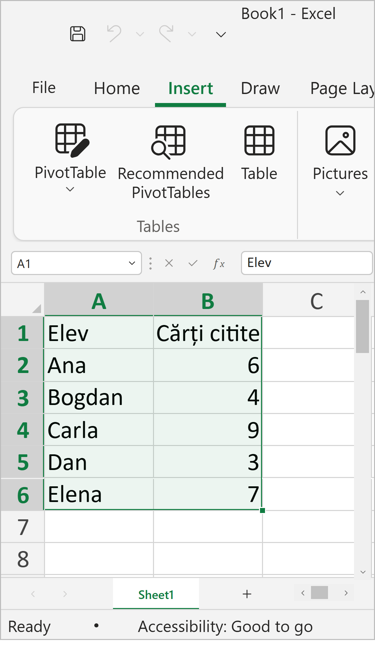 Book1 - Excel
File Home Insert Draw Page Lay
PivotTable Recommended PivotTables Table Pictures
Tables
A1 fx Elev
A B C
1 Elev Cărți citite
2 Ana 6
3 Bogdan 4
4 Carla 9
5 Dan 3
6 Elena 7
7
8
Sheet1 +
Ready • Accessibility: Good to go